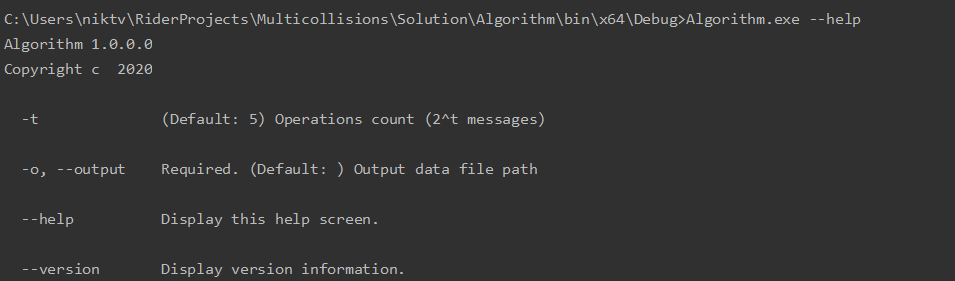 C:\Users\niktv\RiderProjects\Multicollisions\Solution\Algorithm\bin\x64\Debug>Algorithm.exe --help
Algorithm 1.0.0.0
Copyright c  2020
-t (Default: 5) Operations count (2^t messages)
-o, --output Required. (Default: ) Output data file path
--help Display this help screen.
--version Display version information.